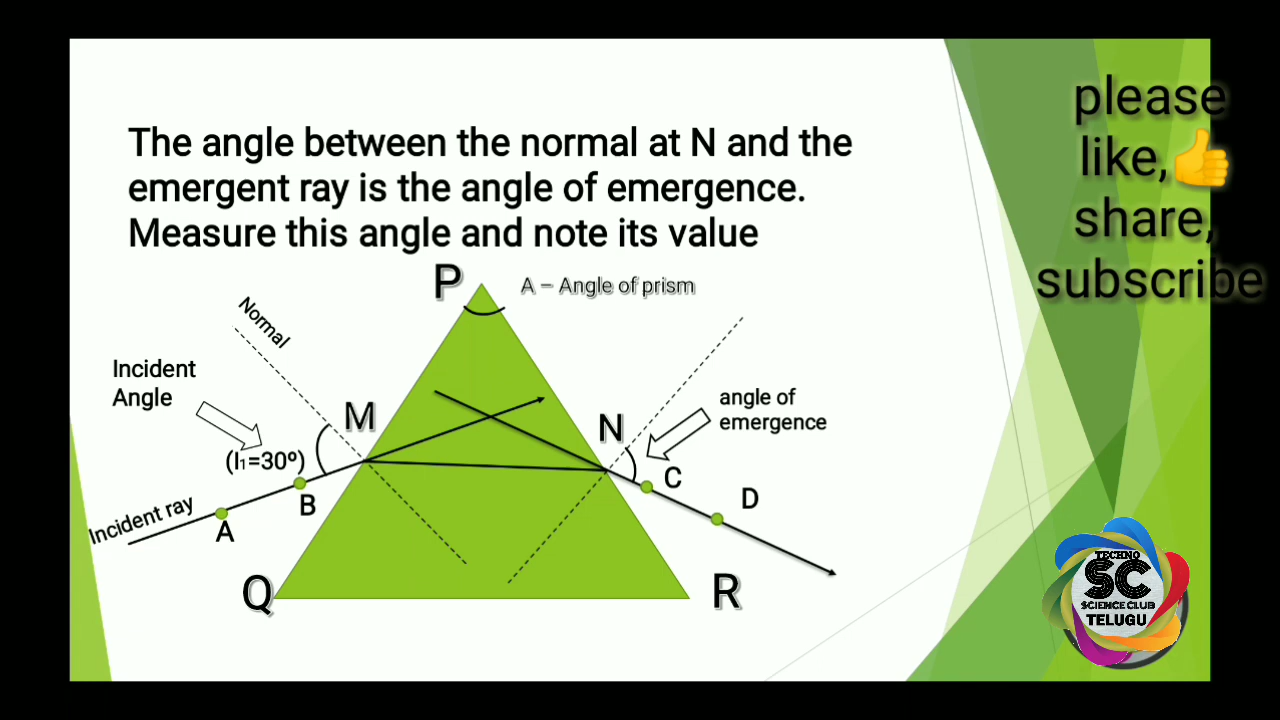 The angle between the normal at N and the
emergent ray is the angle of emergence.
Measure this angle and note its value
please
like,👍
share,
subscribe
P
A – Angle of prism
Normal
Incident
Angle
M
(I₁=30º)
N
angle of
emergence
Incident ray
A
B
C
D
Q
R
TECHNO
SC
SCIENCE CLUB
TELUGU